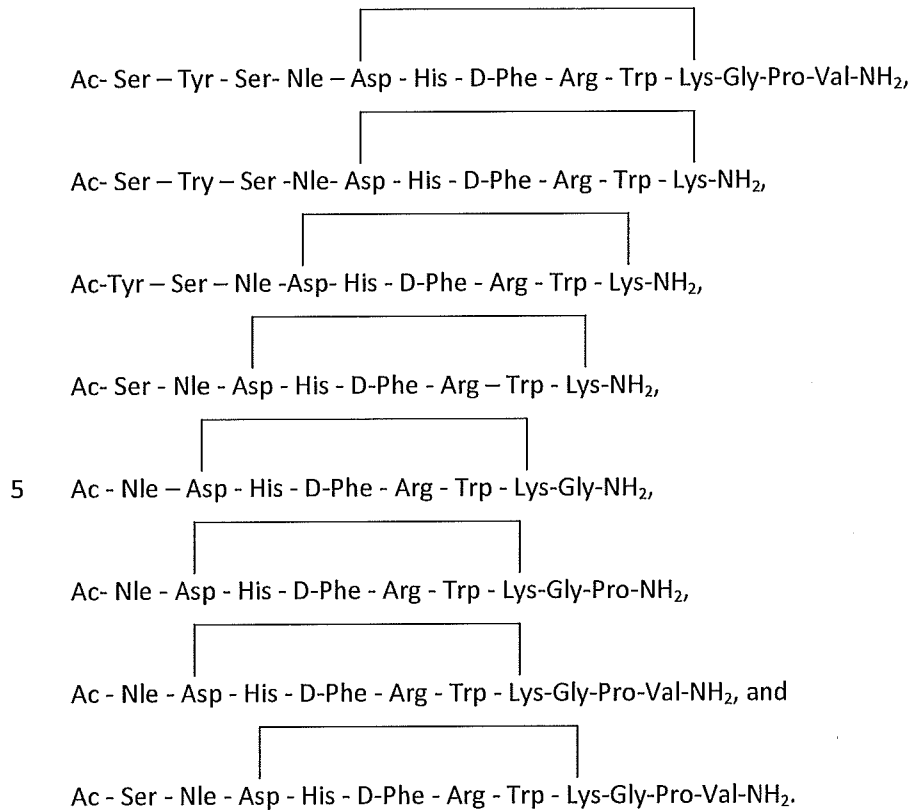 Ac- Ser – Tyr - Ser- Nle – Asp - His - D-Phe - Arg - Trp - Lys-Gly-Pro-Val-NH₂,
Ac- Ser – Try – Ser -Nle- Asp - His - D-Phe - Arg - Trp - Lys-NH₂,
Ac-Tyr – Ser – Nle -Asp- His - D-Phe - Arg - Trp - Lys-NH₂,
Ac- Ser - Nle - Asp - His - D-Phe - Arg – Trp - Lys-NH₂,
5 Ac - Nle – Asp - His - D-Phe - Arg - Trp - Lys-Gly-NH₂,
Ac- Nle - Asp - His - D-Phe - Arg - Trp - Lys-Gly-Pro-NH₂,
Ac - Nle - Asp - His - D-Phe - Arg - Trp - Lys-Gly-Pro-Val-NH₂, and
Ac - Ser - Nle - Asp - His - D-Phe - Arg - Trp - Lys-Gly-Pro-Val-NH₂.